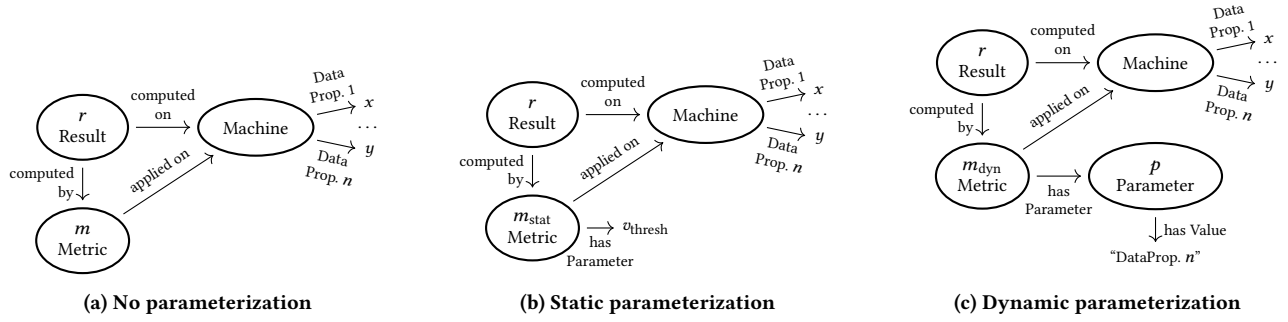 Data
Prop. 1
r
Result
computed
on
Machine
x
...
y
Data
Prop. n
computed
by
applied on
m
Metric
(a) No parameterization
Data
Prop. 1
r
Result
computed
on
Machine
x
...
y
Data
Prop. n
computed
by
applied on
m_stat
Metric
has
Parameter
v_thresh
(b) Static parameterization
Data
Prop. 1
r
Result
computed
on
Machine
x
...
y
Data
Prop. n
computed
by
applied on
m_dyn
Metric
has
Parameter
p
Parameter
has Value
“DataProp. n”
(c) Dynamic parameterization